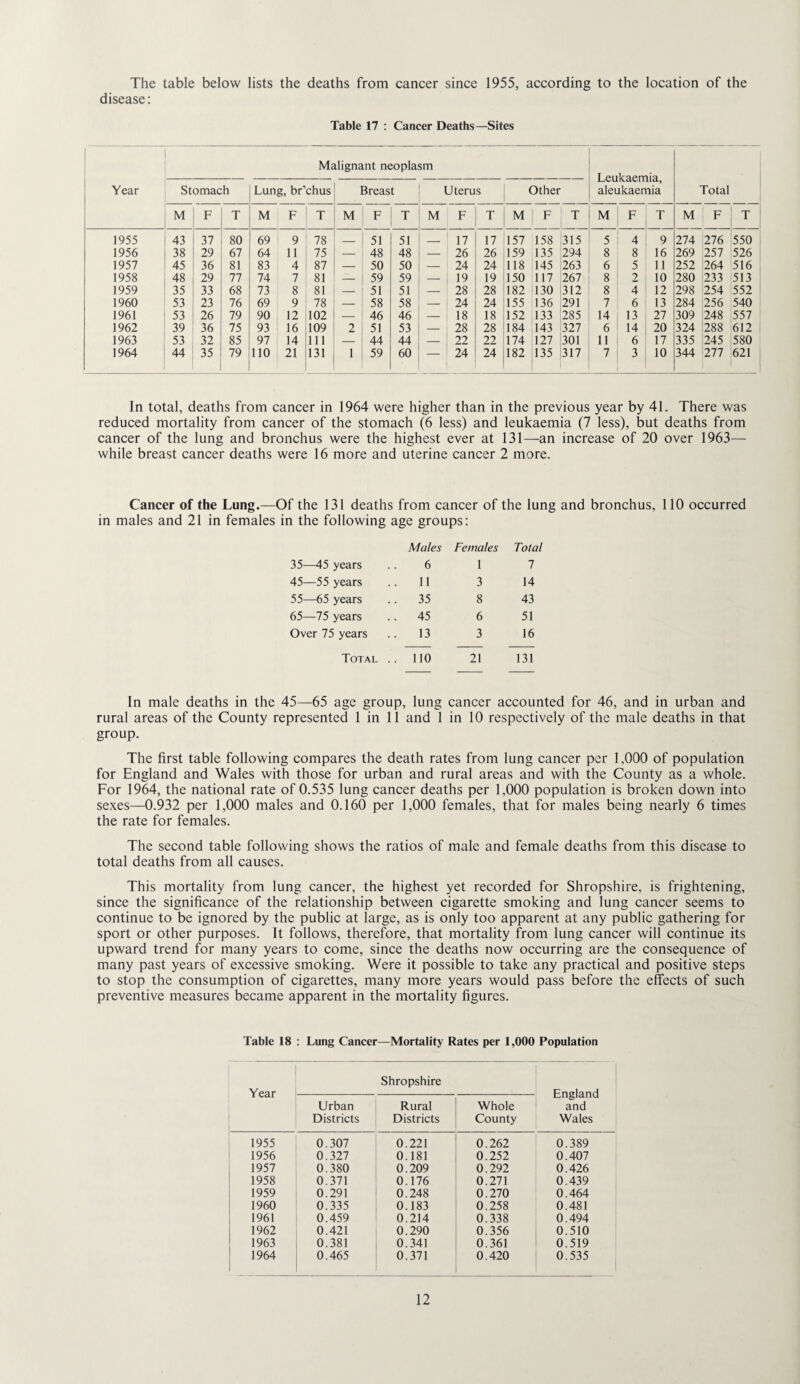 The table below lists the deaths from cancer since 1955, according to the location of the
disease:
Table 17 : Cancer Deaths—Sites
Year | Malignant neoplasm | Leukaemia, aleukaemia | Total
Stomach | Lung, br'chus | Breast | Uterus | Other
M F T M F T M F T M F T M F T M F T M F T
1955 43 37 80 69 9 78 — 51 51 — 17 17 157 158 315 5 4 9 274 276 550
1956 38 29 67 64 11 75 — 48 48 — 26 26 159 135 294 8 8 16 269 257 526
1957 45 36 81 83 4 87 — 50 50 — 24 24 118 145 263 6 5 11 252 264 516
1958 48 29 77 74 7 81 — 59 59 — 19 19 150 117 267 8 2 10 280 233 513
1959 35 33 68 73 8 81 — 51 51 — 28 28 182 130 312 8 4 12 298 254 552
1960 53 23 76 69 9 78 — 58 58 — 24 24 155 136 291 7 6 13 284 256 540
1961 53 26 79 90 12 102 — 46 46 — 18 18 152 133 285 14 13 27 309 248 557
1962 39 36 75 93 16 109 2 51 53 — 28 28 184 143 327 6 14 20 324 288 612
1963 53 32 85 97 14 111 — 44 44 — 22 22 174 127 301 11 6 17 335 245 580
1964 44 35 79 110 21 131 1 59 60 — 24 24 182 135 317 7 3 10 344 277 621
In total, deaths from cancer in 1964 were higher than in the previous year by 41. There was
reduced mortality from cancer of the stomach (6 less) and leukaemia (7 less), but deaths from
cancer of the lung and bronchus were the highest ever at 131—an increase of 20 over 1963—
while breast cancer deaths were 16 more and uterine cancer 2 more.
Cancer of the Lung.—Of the 131 deaths from cancer of the lung and bronchus, 110 occurred
in males and 21 in females in the following age groups:
Males Females Total
35—45 years .. 6 1 7
45—55 years .. 11 3 14
55—65 years .. 35 8 43
65—75 years .. 45 6 51
Over 75 years .. 13 3 16
Total .. 110 21 131
In male deaths in the 45—65 age group, lung cancer accounted for 46, and in urban and
rural areas of the County represented 1 in 11 and 1 in 10 respectively of the male deaths in that
group.
The first table following compares the death rates from lung cancer per 1,000 of population
for England and Wales with those for urban and rural areas and with the County as a whole.
For 1964, the national rate of 0.535 lung cancer deaths per 1,000 population is broken down into
sexes—0.932 per 1,000 males and 0.160 per 1,000 females, that for males being nearly 6 times
the rate for females.
The second table following shows the ratios of male and female deaths from this disease to
total deaths from all causes.
This mortality from lung cancer, the highest yet recorded for Shropshire, is frightening,
since the significance of the relationship between cigarette smoking and lung cancer seems to
continue to be ignored by the public at large, as is only too apparent at any public gathering for
sport or other purposes. It follows, therefore, that mortality from lung cancer will continue its
upward trend for many years to come, since the deaths now occurring are the consequence of
many past years of excessive smoking. Were it possible to take any practical and positive steps
to stop the consumption of cigarettes, many more years would pass before the effects of such
preventive measures became apparent in the mortality figures.
Table 18 : Lung Cancer—Mortality Rates per 1,000 Population
Year | Shropshire | England and Wales
Urban Districts | Rural Districts | Whole County
1955 0.307 0.221 0.262 0.389
1956 0.327 0.181 0.252 0.407
1957 0.380 0.209 0.292 0.426
1958 0.371 0.176 0.271 0.439
1959 0.291 0.248 0.270 0.464
1960 0.335 0.183 0.258 0.481
1961 0.459 0.214 0.338 0.494
1962 0.421 0.290 0.356 0.510
1963 0.381 0.341 0.361 0.519
1964 0.465 0.371 0.420 0.535
12